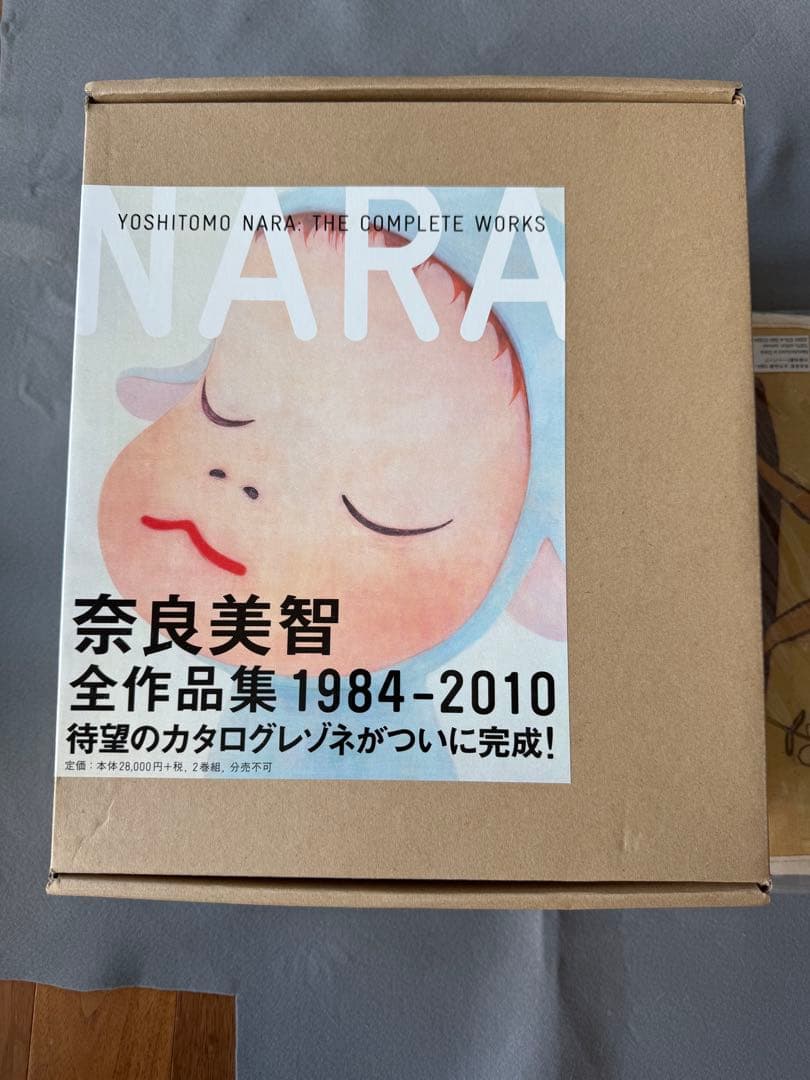 NARA
YOSHITOMO NARA: THE COMPLETE WORKS
奈良美智
全作品集 1984-2010
待望のカタログレゾネがついに完成!
定価:本体28,000円+税, 2巻組, 分売不可